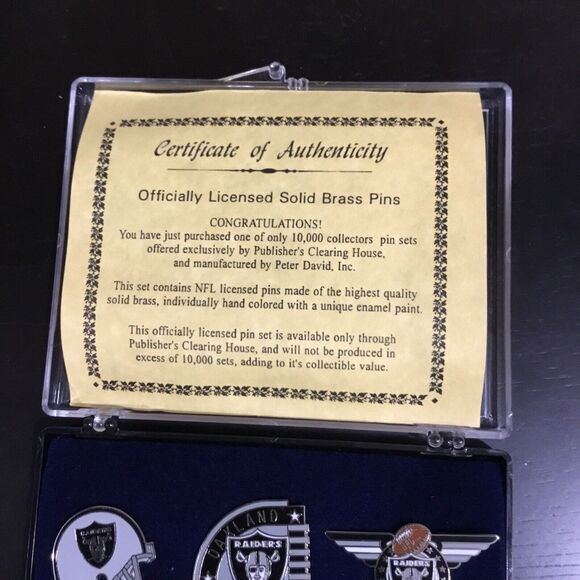 Certificate of Authenticity
Officially Licensed Solid Brass Pins
CONGRATULATIONS!
You have just purchased one of only 10,000 collectors pin sets
offered exclusively by Publisher's Clearing House,
and manufactured by Peter David, Inc.
This set contains NFL licensed pins made of the highest quality
solid brass, individually hand colored with a unique enamel paint.
This officially licensed pin set is available only through
Publisher's Clearing House, and will not be produced in
excess of 10,000 sets, adding to it's collectible value.
RAIDERS
OAKLAND
RAIDERS
RAIDERS